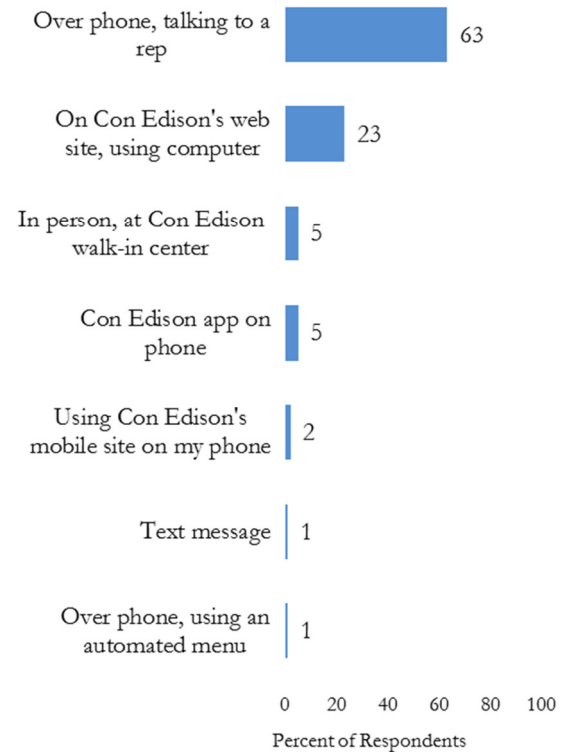 Over phone, talking to a
rep
63
On Con Edison's web
site, using computer
23
In person, at Con Edison
walk-in center
5
Con Edison app on
phone
5
Using Con Edison's
mobile site on my phone
2
Text message
1
Over phone, using an
automated menu
1
0 20 40 60 80 100
Percent of Respondents